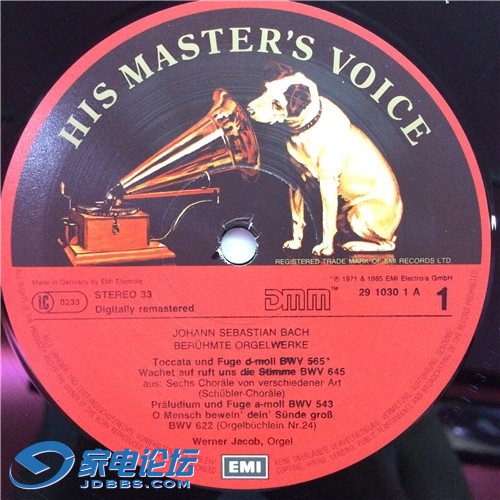 HIS MASTER'S VOICE
REGISTERED TRADE MARK OF EMI RECORDS LTD
Made in Germany by EMI Electrola
℗ 1971 & 1985 EMI Electrola GmbH
LC 0233
STEREO 33
Digitally remastered
DMM
29 1030 1 A
1
JOHANN SEBASTIAN BACH
BERÜHMTE ORGELWERKE
Toccata und Fuge d-moll BWV 565*
Wachet auf ruft uns die Stimme BWV 645
aus: Sechs Choräle von verschiedener Art
(Schübler-Choräle)
Präludium und Fuge a-moll BWV 543
O Mensch bewein' dein' Sünde groß
BWV 622 (Orgelbüchlein Nr.24)
Werner Jacob, Orgel
EMI
家电论坛
JDBBS.COM